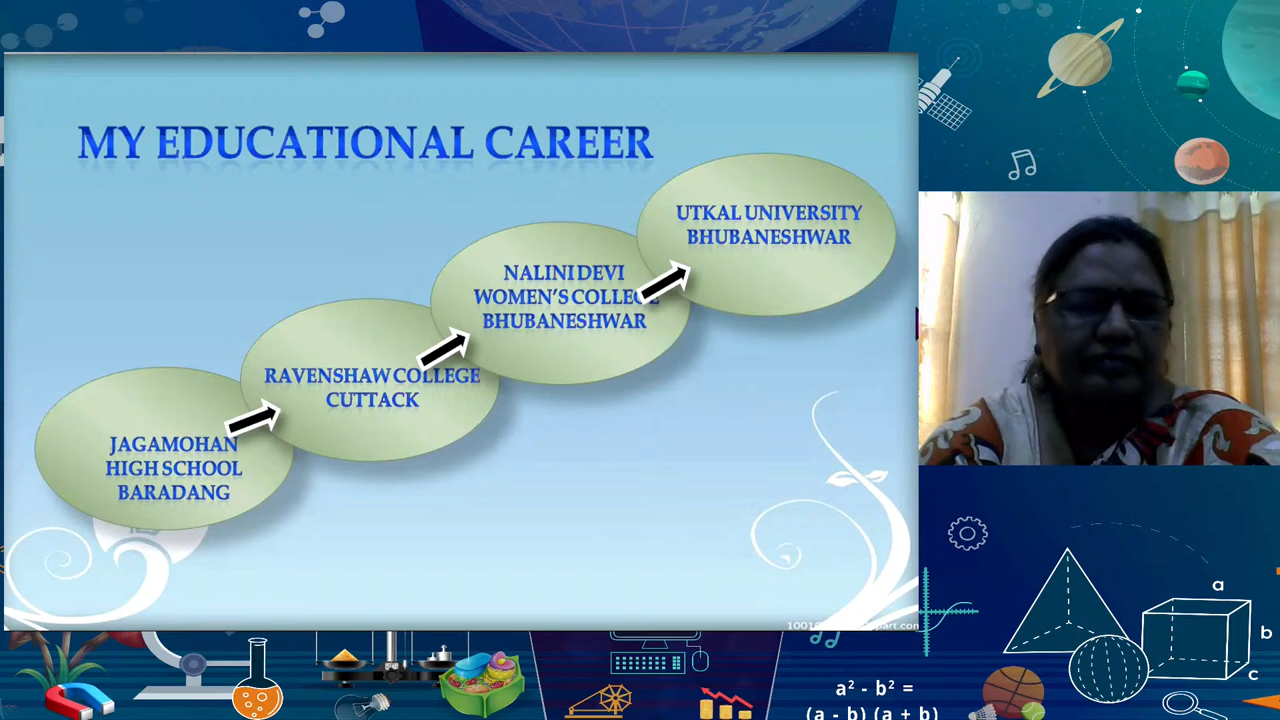 MY EDUCATIONAL CAREER
UTKAL UNIVERSITY
BHUBANESHWAR
NALINI DEVI
WOMEN'S COLLEGE
BHUBANESHWAR
RAVENSHAW COLLEGE
CUTTACK
JAGAMOHAN
HIGH SCHOOL
BARADANG
a
b
c
a² - b² =
(a - b) (a + b)